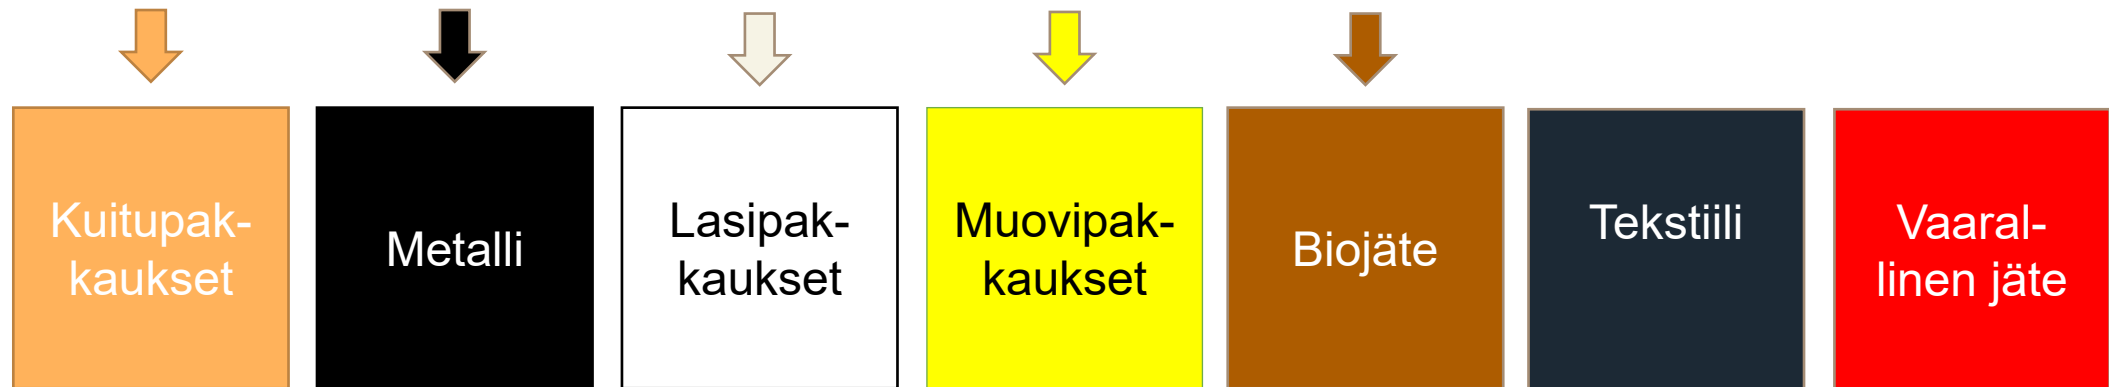 Kuitupak-
kaukset
Metalli
Lasipak-
kaukset
Muovipak-
kaukset
Biojäte
Tekstiili
Vaaral-
linen jäte